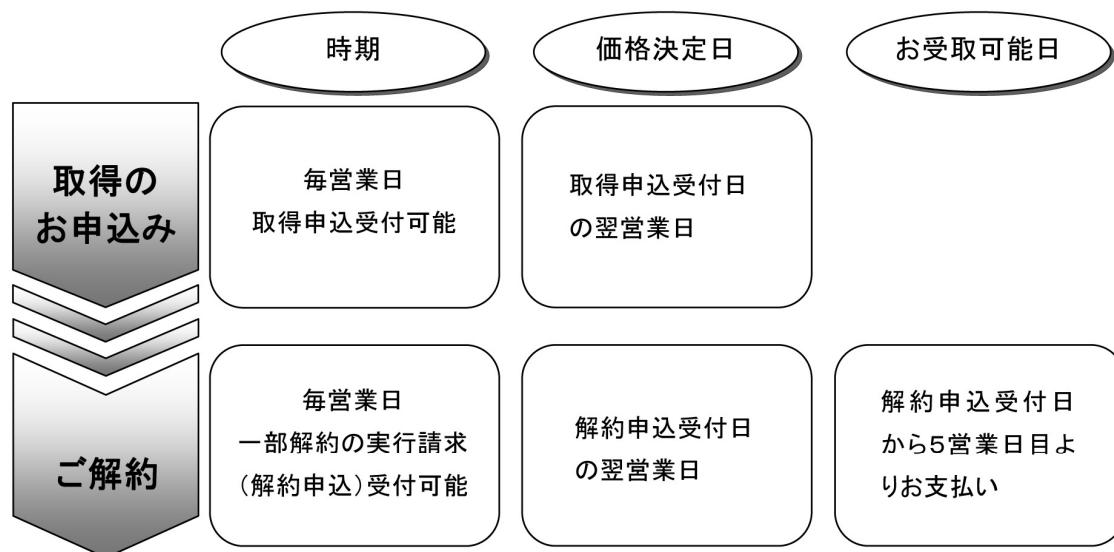 時期
価格決定日
お受取可能日
取得の
お申込み
毎営業日
取得申込受付可能
取得申込受付日
の翌営業日
ご解約
毎営業日
一部解約の実行請求
（解約申込）受付可能
解約申込受付日
の翌営業日
解約申込受付日
から５営業日目よ
りお支払い